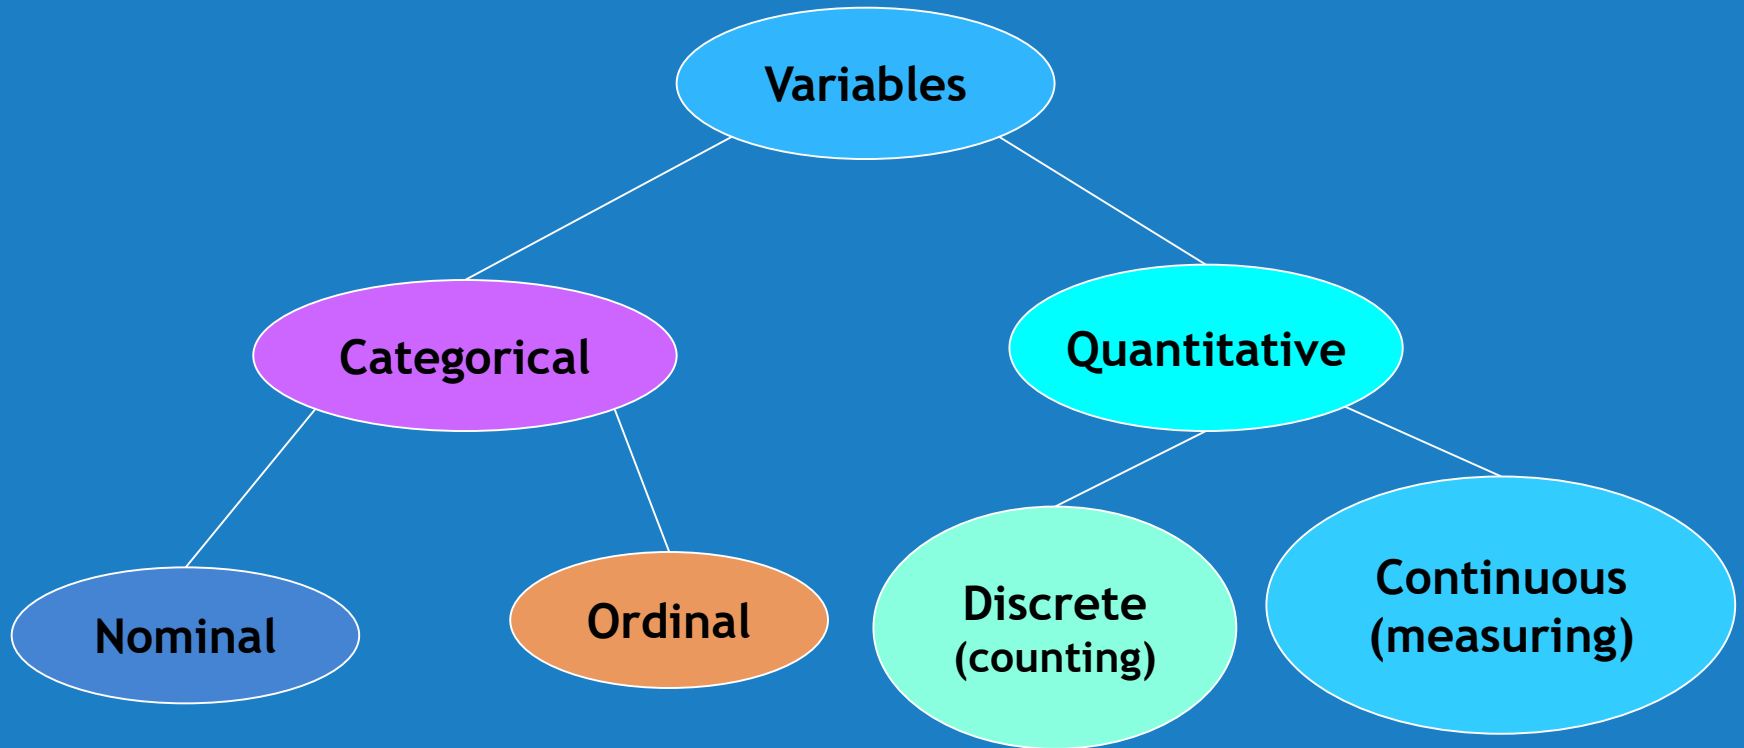 Variables
Categorical
Quantitative
Nominal
Ordinal
Discrete
(counting)
Continuous
(measuring)